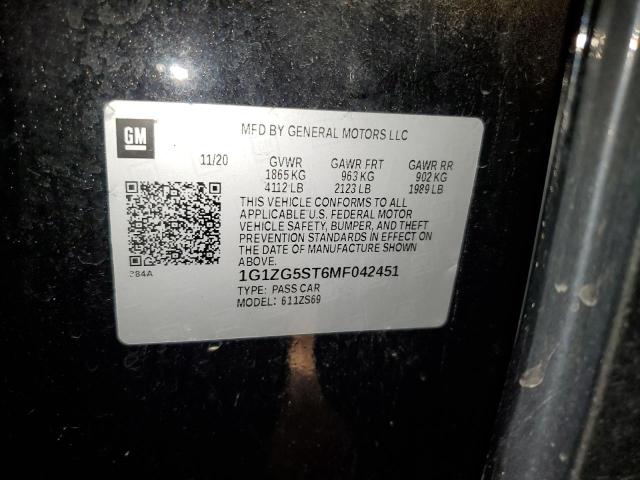 GM
MFD BY GENERAL MOTORS LLC
11/20 GVWR GAWR FRT GAWR RR
1865 KG 963 KG 902 KG
4112 LB 2123 LB 1989 LB
THIS VEHICLE CONFORMS TO ALL
APPLICABLE U.S. FEDERAL MOTOR
VEHICLE SAFETY, BUMPER, AND THEFT
PREVENTION STANDARDS IN EFFECT ON
THE DATE OF MANUFACTURE SHOWN
ABOVE.
284A
1G1ZG5ST6MF042451
TYPE: PASS CAR
MODEL: 611ZS69